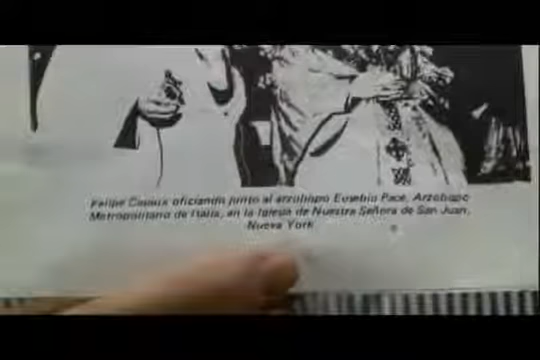 Felipe Camiux oficiando junto al arzobispo Eusebio Pace, Arzobispo
Metropolitano de Italia, en la Iglesia de Nuestra Señora de San Juan,
Nueva York